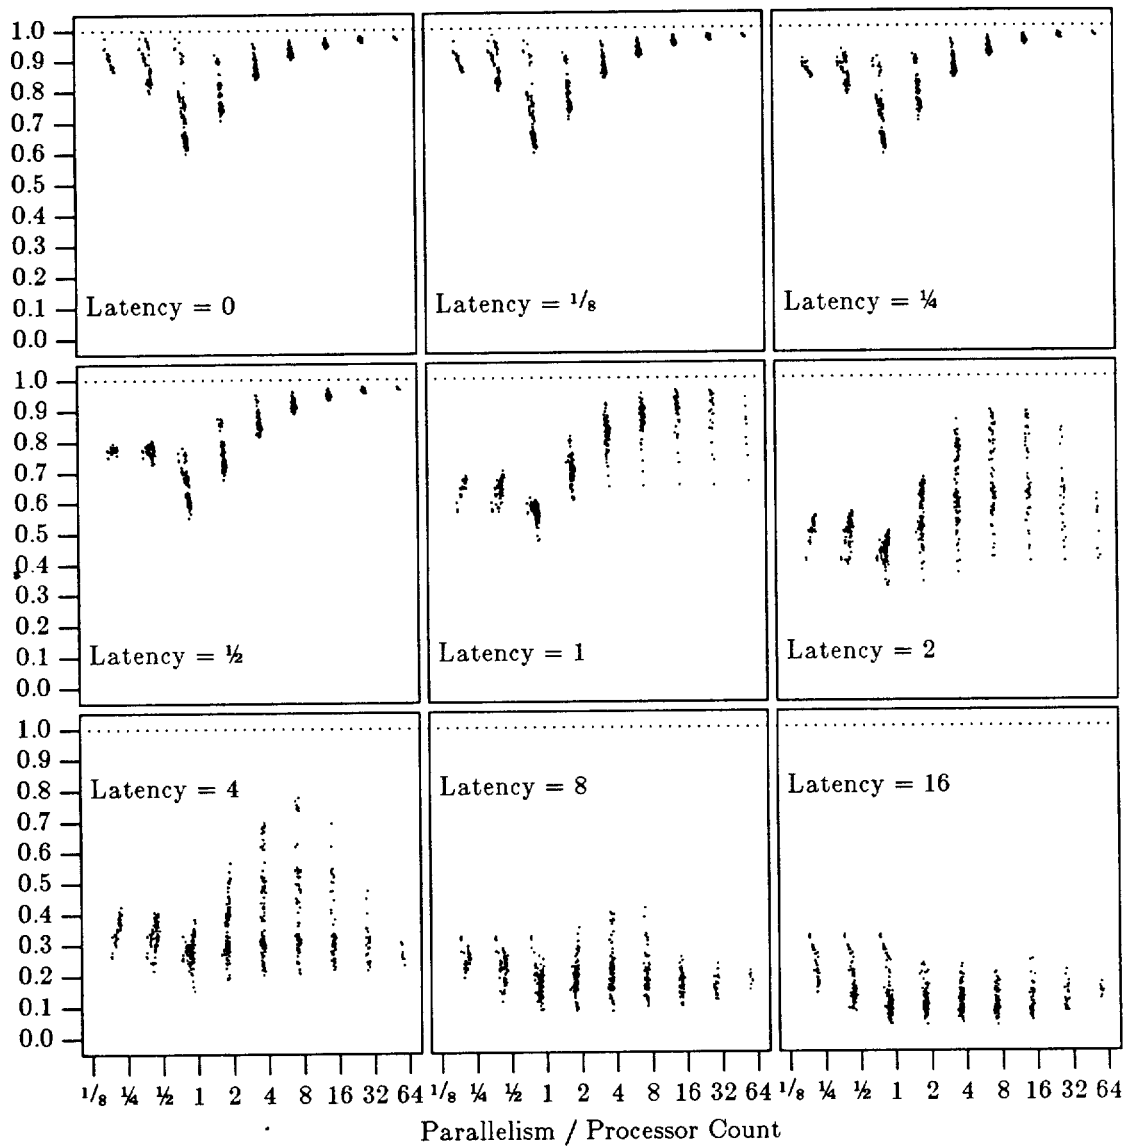 1.0
0.9
0.8
0.7
0.6
0.5
0.4
0.3
0.2
0.1
0.0
Latency = 0
Latency = 1/8
Latency = ¼
1.0
0.9
0.8
0.7
0.6
0.5
0.4
0.3
0.2
0.1
0.0
Latency = ½
Latency = 1
Latency = 2
1.0
0.9
0.8
0.7
0.6
0.5
0.4
0.3
0.2
0.1
0.0
Latency = 4
Latency = 8
Latency = 16
1/8 ¼ ½ 1 2 4 8 16 32 64
1/8 ¼ ½ 1 2 4 8 16 32 64
1/8 ¼ ½ 1 2 4 8 16 32 64
Parallelism / Processor Count